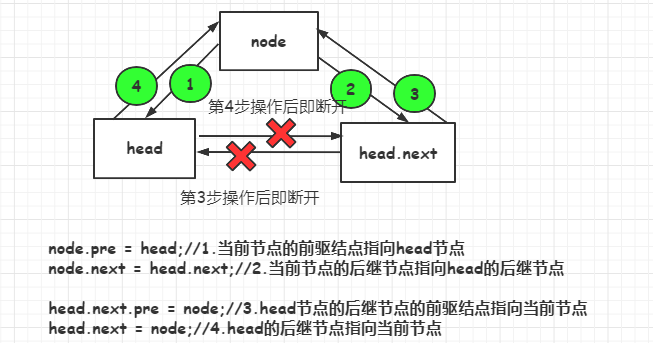 node
4
1
2
3
第4步操作后即断开
head
head.next
第3步操作后即断开
node.pre = head;//1.当前节点的前驱结点指向head节点
node.next = head.next;//2.当前节点的后继节点指向head的后继节点
head.next.pre = node;//3.head节点的后继节点的前驱结点指向当前节点
head.next = node;//4.head的后继节点指向当前节点